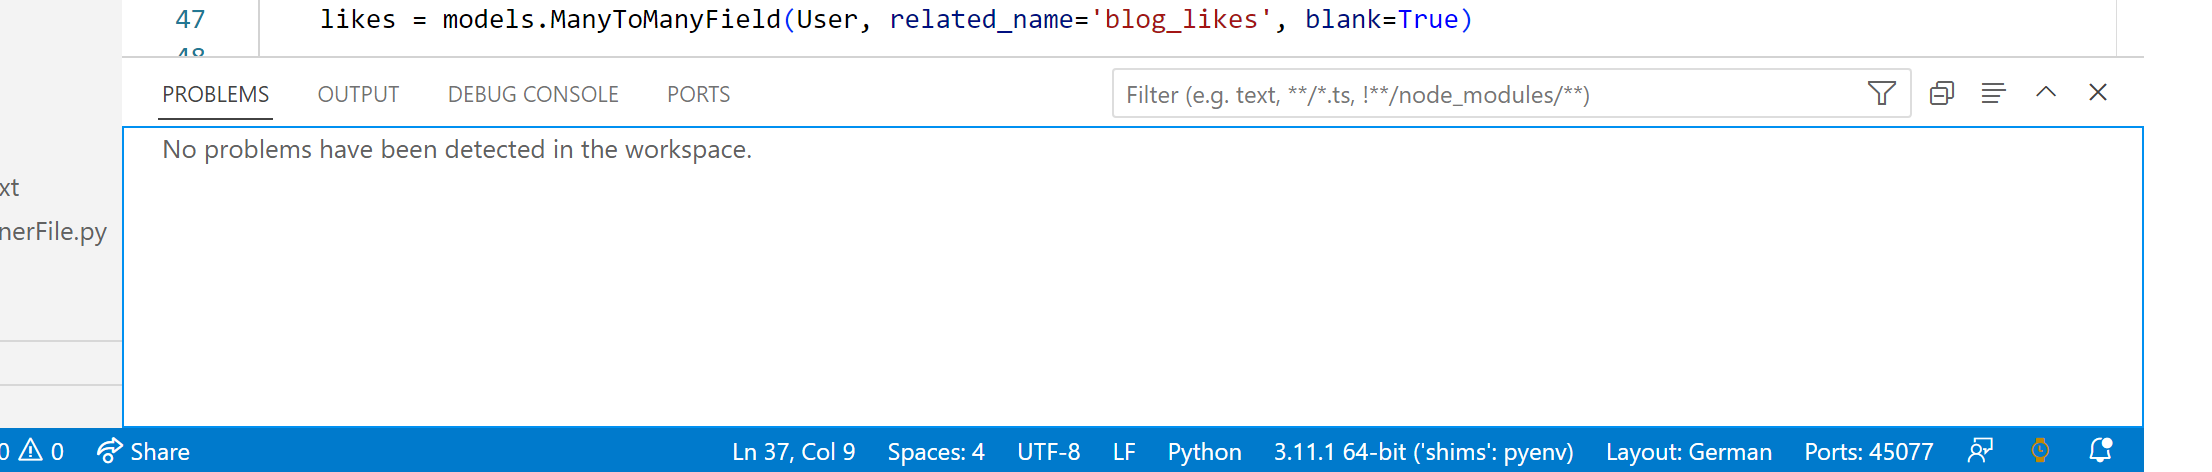 47 likes = models.ManyToManyField(User, related_name='blog_likes', blank=True)
48
PROBLEMS OUTPUT DEBUG CONSOLE PORTS Filter (e.g. text, **/*.ts, !**/node_modules/**)
No problems have been detected in the workspace.
xt
nerFile.py
0 0 Share Ln 37, Col 9 Spaces: 4 UTF-8 LF Python 3.11.1 64-bit ('shims': pyenv) Layout: German Ports: 45077